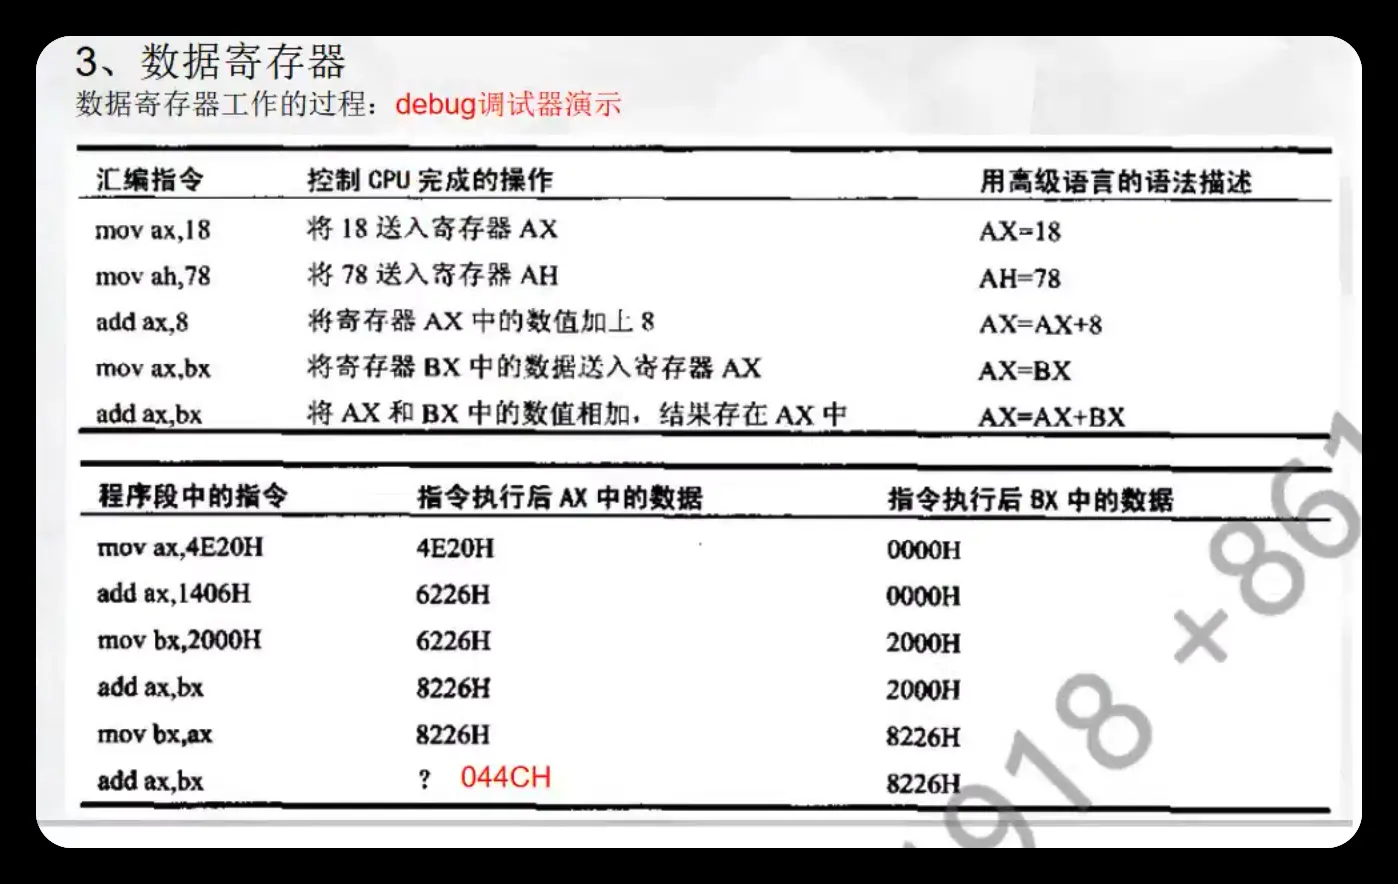 3、数据寄存器
数据寄存器工作的过程：debug调试器演示
汇编指令 控制 CPU 完成的操作 用高级语言的语法描述
mov ax,18 将 18 送入寄存器 AX AX=18
mov ah,78 将 78 送入寄存器 AH AH=78
add ax,8 将寄存器 AX 中的数值加上 8 AX=AX+8
mov ax,bx 将寄存器 BX 中的数据送入寄存器 AX AX=BX
add ax,bx 将 AX 和 BX 中的数值相加，结果存在 AX 中 AX=AX+BX
程序段中的指令 指令执行后 AX 中的数据 指令执行后 BX 中的数据
mov ax,4E20H 4E20H 0000H
add ax,1406H 6226H 0000H
mov bx,2000H 6226H 2000H
add ax,bx 8226H 2000H
mov bx,ax 8226H 8226H
add ax,bx ? 044CH 8226H
918 +861